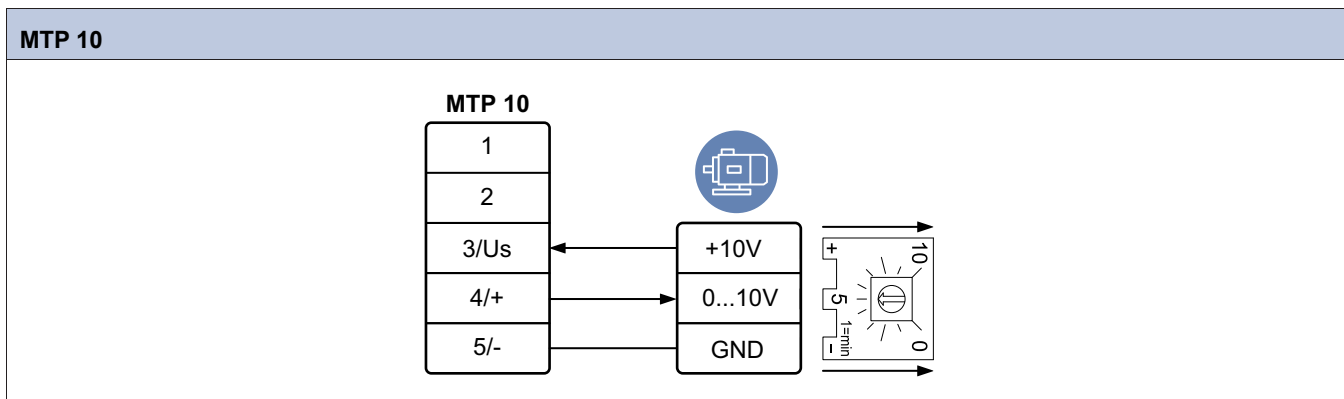 MTP 10
MTP 10
1
2
3/Us
4/+
5/-
+10V
0...10V
GND
+
5
-
1=min
10
0